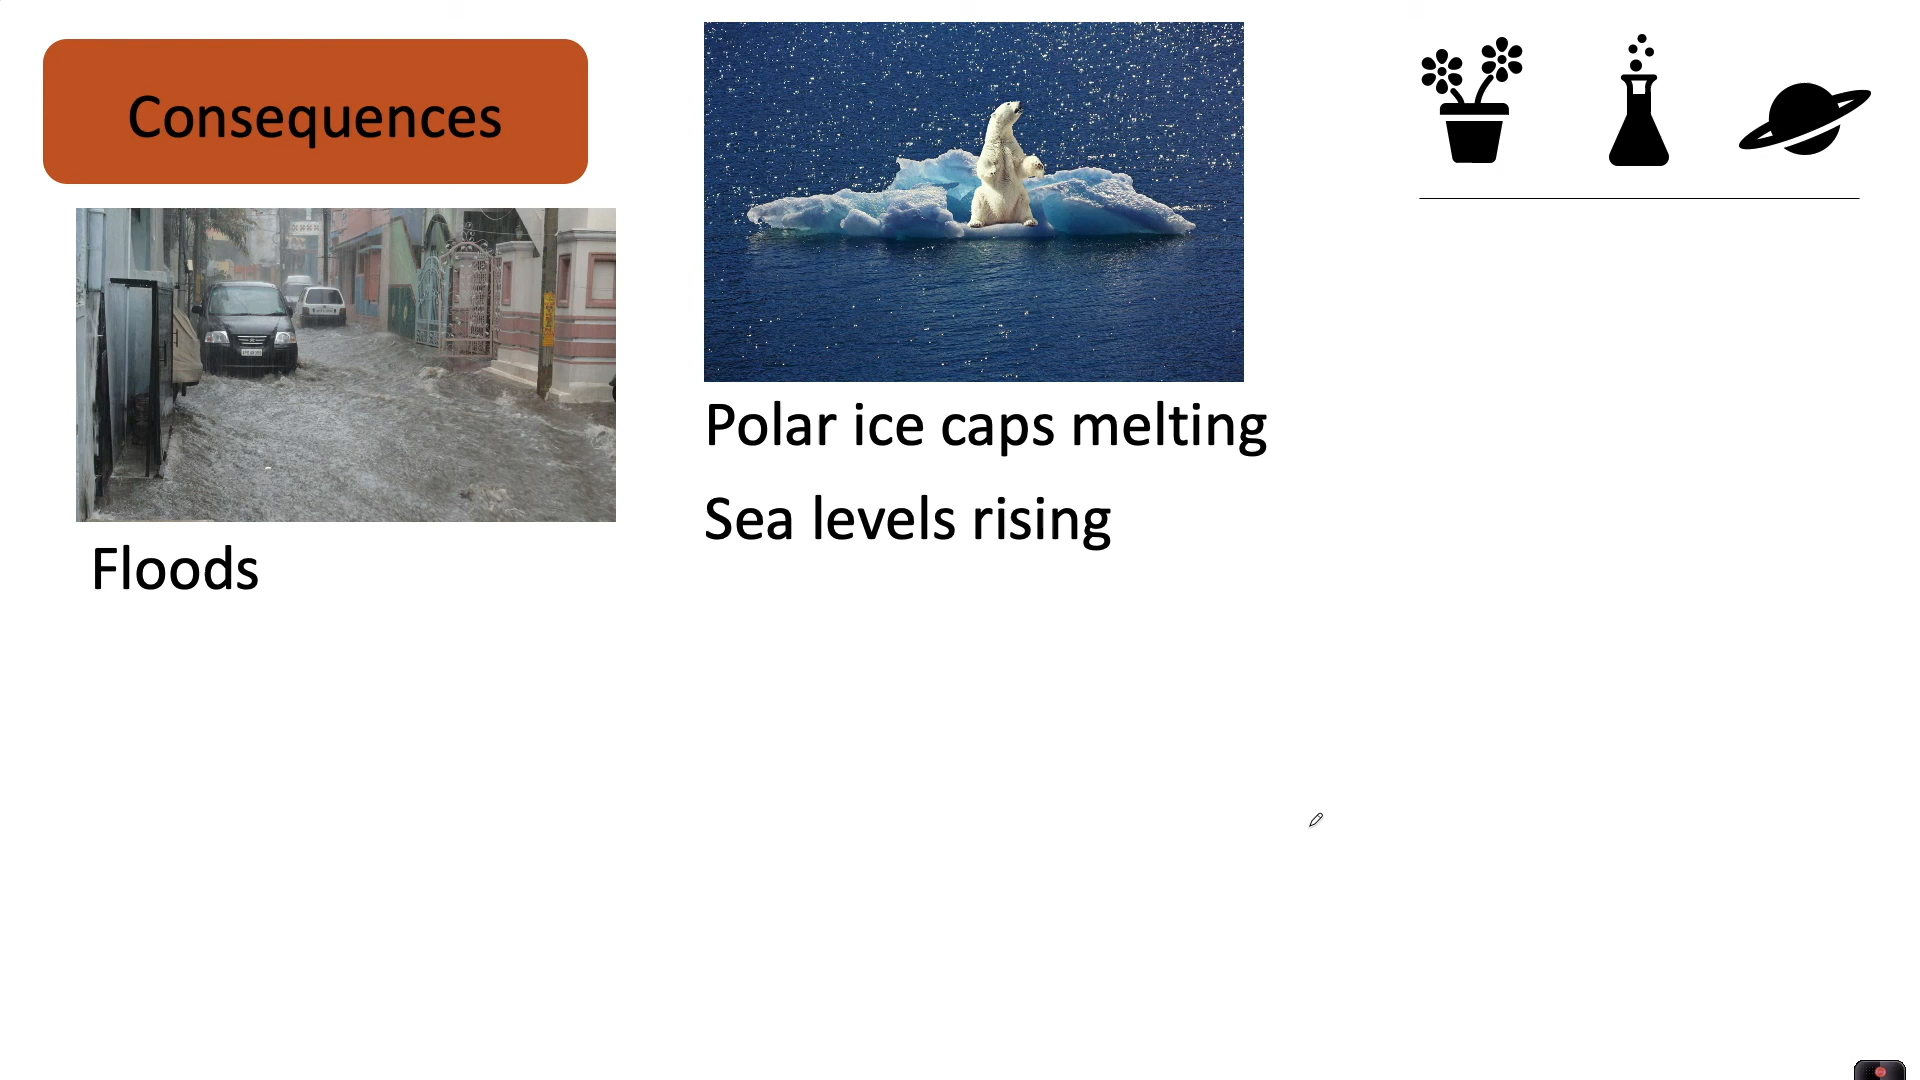 Consequences
Floods
Polar ice caps melting
Sea levels rising